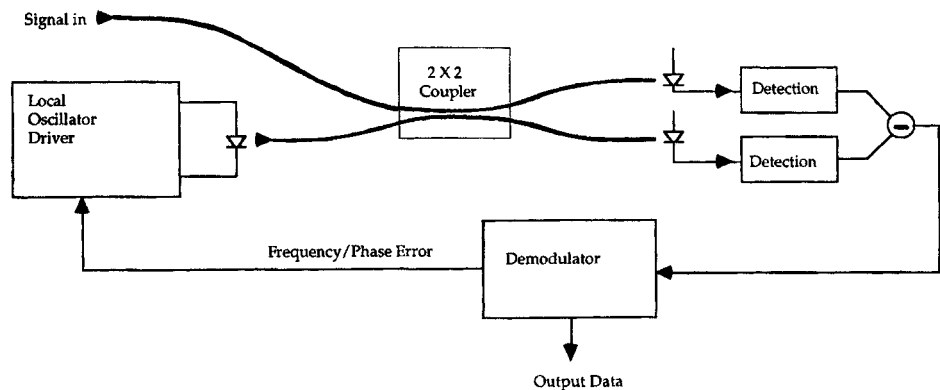 Signal in
2 X 2
Coupler
Local
Oscillator
Driver
Detection
Detection
Frequency/Phase Error
Demodulator
Output Data